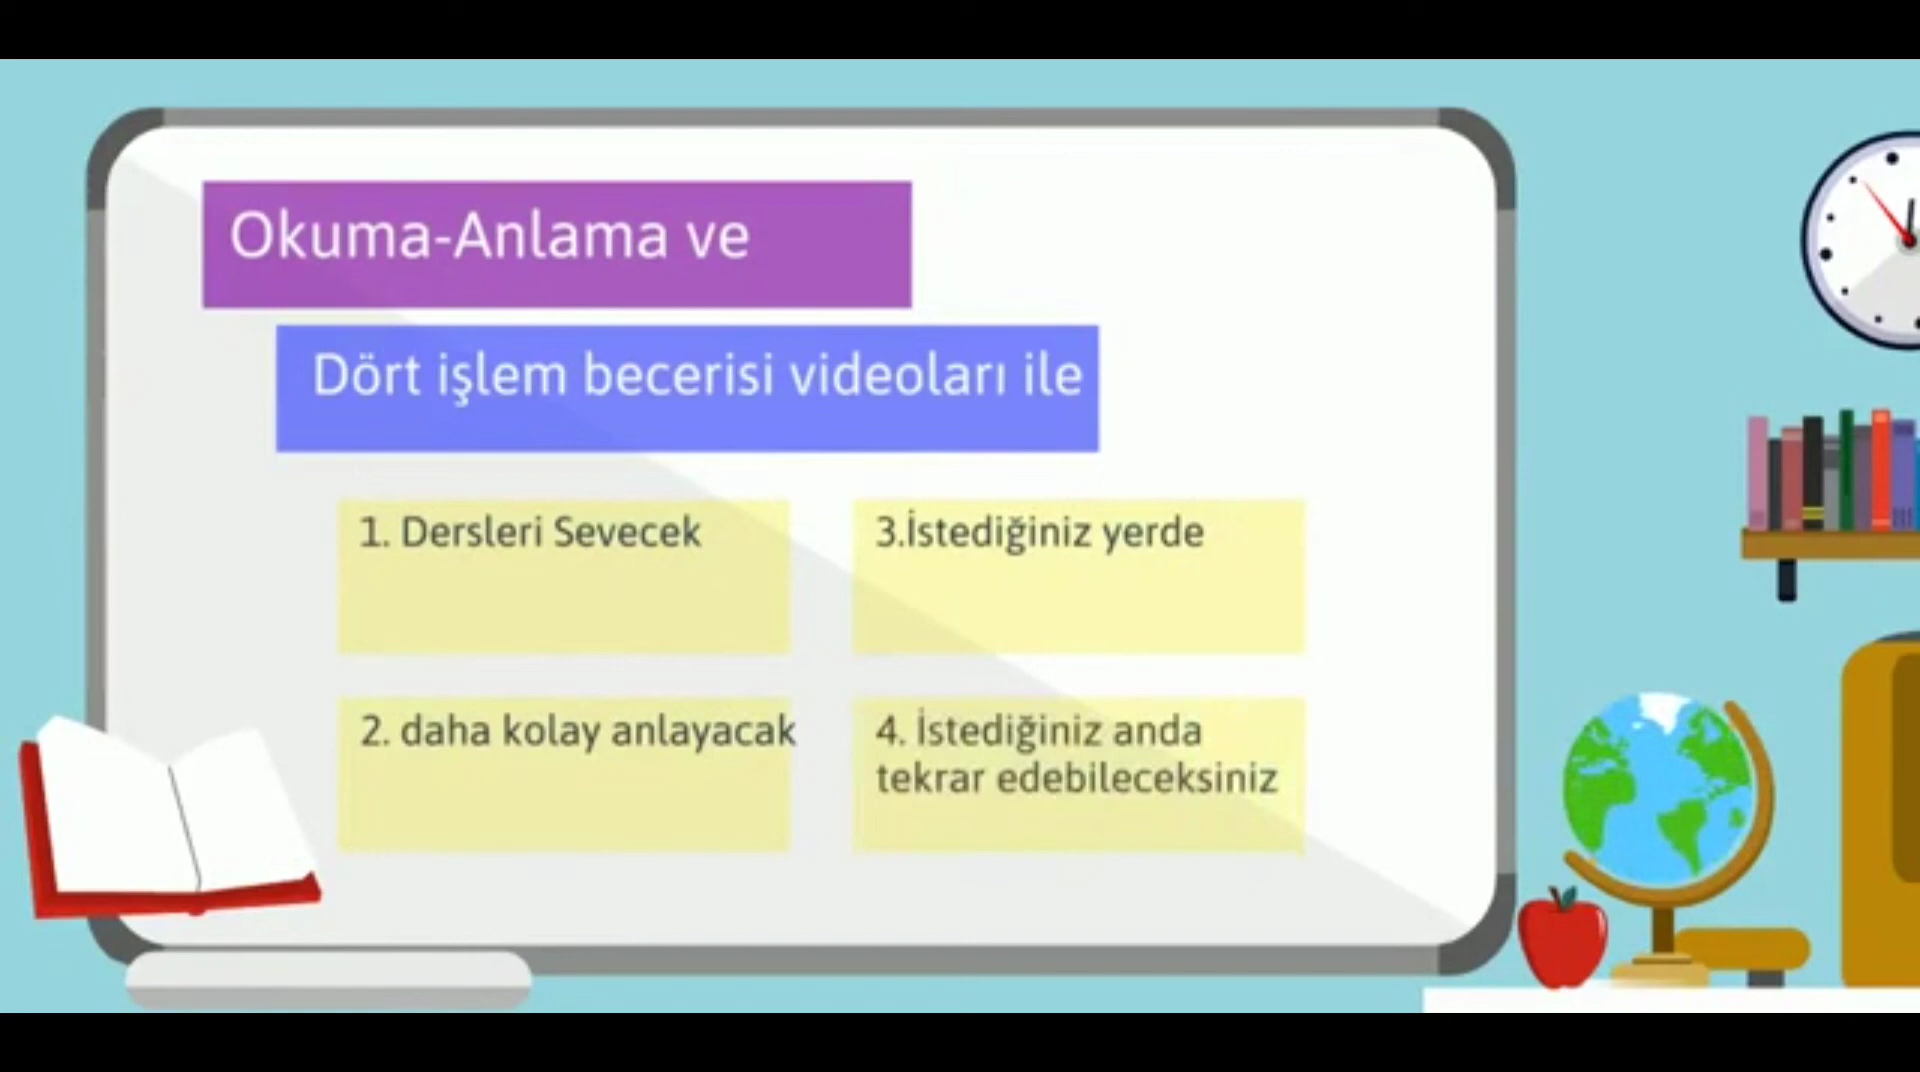 Okuma-Anlama ve
Dört işlem becerisi videoları ile
1. Dersleri Sevecek
2. daha kolay anlayacak
3.İstediğiniz yerde
4. İstediğiniz anda
tekrar edebileceksiniz